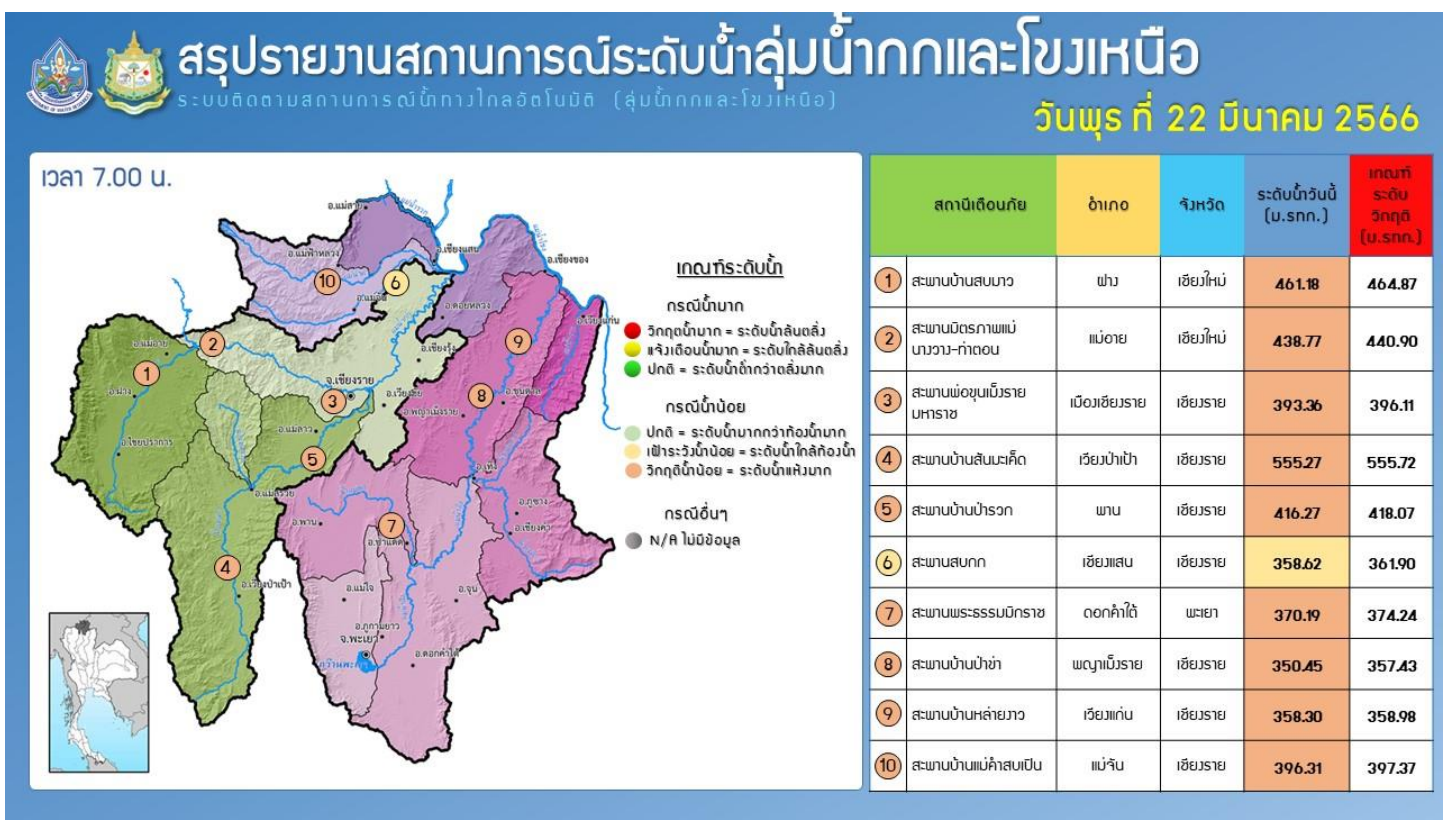 สรุปรายงานสถานการณ์ระดับน้ำลุ่มน้ำกกและโขงเหนือ
ระบบติดตามสถานการณ์น้ำทางไกลอัตโนมัติ (ลุ่มน้ำกกและโขงเหนือ)
วันพุธ ที่ 22 มีนาคม 2566
เวลา 7.00 น.
อ.แม่สาย
อ.แม่ฟ้าหลวง
อ.เชียงแสน
อ.เชียงของ
10
6
อ.ดอยหลวง
อ.เวียงแก่น
9
2
อ.แม่อาย
อ.เชียงรุ้ง
1
จ.เชียงราย
อ.ฝาง
3
8
อ.ขุนตาล
อ.พญาเม็งราย
อ.แม่ลาว
อ.ไชยปราการ
5
อ.เทิง
อ.แม่สรวย
อ.ภูซาง
อ.พาน
7
อ.เชียงคำ
อ.ป่าแดด
4
อ.เวียงป่าเป้า
อ.แม่ใจ
อ.จุน
อ.ภูกามยาว
จ.พะเยา
อ.ดอกคำใต้
กว๊านพะเยา
เกณฑ์ระดับน้ำ
กรณีน้ำมาก
วิกฤตน้ำมาก = ระดับน้ำล้นตลิ่ง
แจ้งเตือนน้ำมาก = ระดับใกล้ล้นตลิ่ง
ปกติ = ระดับน้ำต่ำกว่าตลิ่งมาก
กรณีน้ำน้อย
ปกติ = ระดับน้ำมากกว่าท้องน้ำมาก
เฝ้าระวังน้ำน้อย = ระดับน้ำใกล้ท้องน้ำ
วิกฤติน้ำน้อย = ระดับน้ำแห้งมาก
กรณีอื่นๆ
N/A ไม่มีข้อมูล
สถานีเตือนภัย อำเภอ จังหวัด ระดับน้ำวันนี้ (ม.รทก.) เกณฑ์ระดับวิกฤติ (ม.รทก.)
1 สะพานบ้านสบมาว ฝาง เชียงใหม่ 461.18 464.87
2 สะพานมิตรภาพแม่นางวาง-ท่าตอน แม่อาย เชียงใหม่ 438.77 440.90
3 สะพานพ่อขุนเม็งรายมหาราช เมืองเชียงราย เชียงราย 393.36 396.11
4 สะพานบ้านสันมะเค็ด เวียงป่าเป้า เชียงราย 555.27 555.72
5 สะพานบ้านป่ารวก พาน เชียงราย 416.27 418.07
6 สะพานสบกก เชียงแสน เชียงราย 358.62 361.90
7 สะพานพระธรรมมิกราช ดอกคำใต้ พะเยา 370.19 374.24
8 สะพานบ้านป่าข่า พญาเม็งราย เชียงราย 350.45 357.43
9 สะพานบ้านหล่ายงาว เวียงแก่น เชียงราย 358.30 358.98
10 สะพานบ้านแม่คำสบเปิน แม่จัน เชียงราย 396.31 397.37